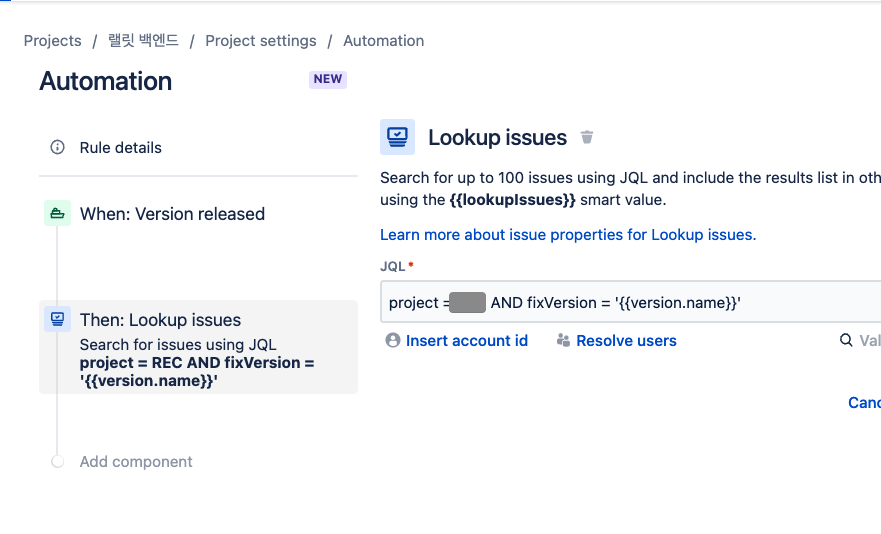 Projects / 랠릿 백엔드 / Project settings / Automation
Automation NEW
Rule details
When: Version released
Then: Lookup issues
Search for issues using JQL
project = REC AND fixVersion =
'{{version.name}}'
Add component
Lookup issues
Search for up to 100 issues using JQL and include the results list in oth
using the {{lookupIssues}} smart value.
Learn more about issue properties for Lookup issues.
JQL *
project = AND fixVersion = '{{version.name}}'
Insert account id Resolve users Val
Canc